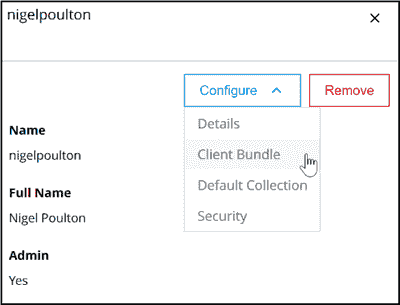 nigelpoulton
Configure
Remove
Details
Client Bundle
Default Collection
Security
Name
nigelpoulton
Full Name
Nigel Poulton
Admin
Yes